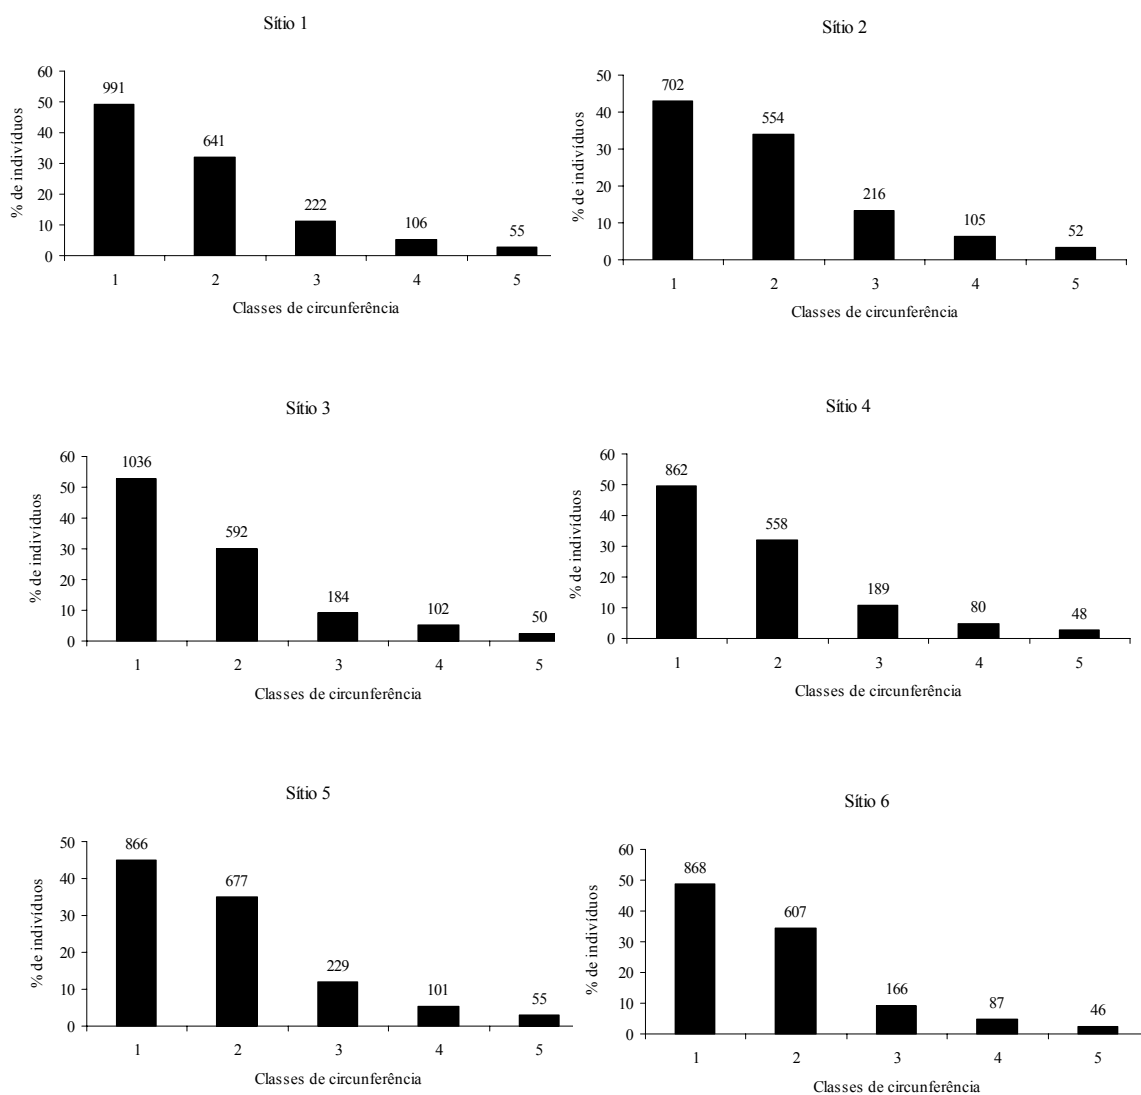 Sítio 1
60
50
40
30
20
10
0
% de indivíduos
991
641
222
106
55
1 2 3 4 5
Classes de circunferência
Sítio 2
50
40
30
20
10
0
% de indivíduos
702
554
216
105
52
1 2 3 4 5
Classes de circunferência
Sítio 3
60
50
40
30
20
10
0
% de indivíduos
1036
592
184
102
50
1 2 3 4 5
Classes de circunferência
Sítio 4
60
50
40
30
20
10
0
% de indivíduos
862
558
189
80
48
1 2 3 4 5
Classes de circunferência
Sítio 5
50
40
30
20
10
0
% de indivíduos
866
677
229
101
55
1 2 3 4 5
Classes de circunferência
Sítio 6
60
50
40
30
20
10
0
% de indivíduos
868
607
166
87
46
1 2 3 4 5
Classes de circunferência